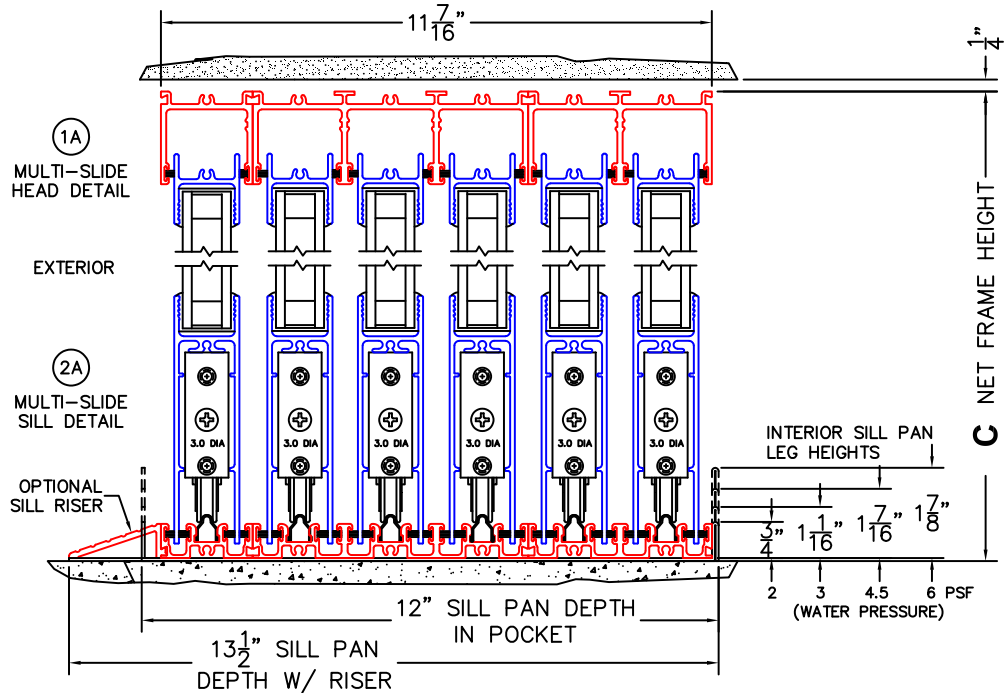 11 7/16"
1/4"
1A
MULTI-SLIDE
HEAD DETAIL
EXTERIOR
2A
MULTI-SLIDE
SILL DETAIL
OPTIONAL
SILL RISER
3.0 DIA 3.0 DIA 3.0 DIA 3.0 DIA 3.0 DIA 3.0 DIA
C NET FRAME HEIGHT
INTERIOR SILL PAN
LEG HEIGHTS
3/4" 1 1/16" 1 7/16" 1 7/8"
2 3 4.5 6 PSF
(WATER PRESSURE)
12" SILL PAN DEPTH
IN POCKET
13 1/2" SILL PAN
DEPTH W/ RISER